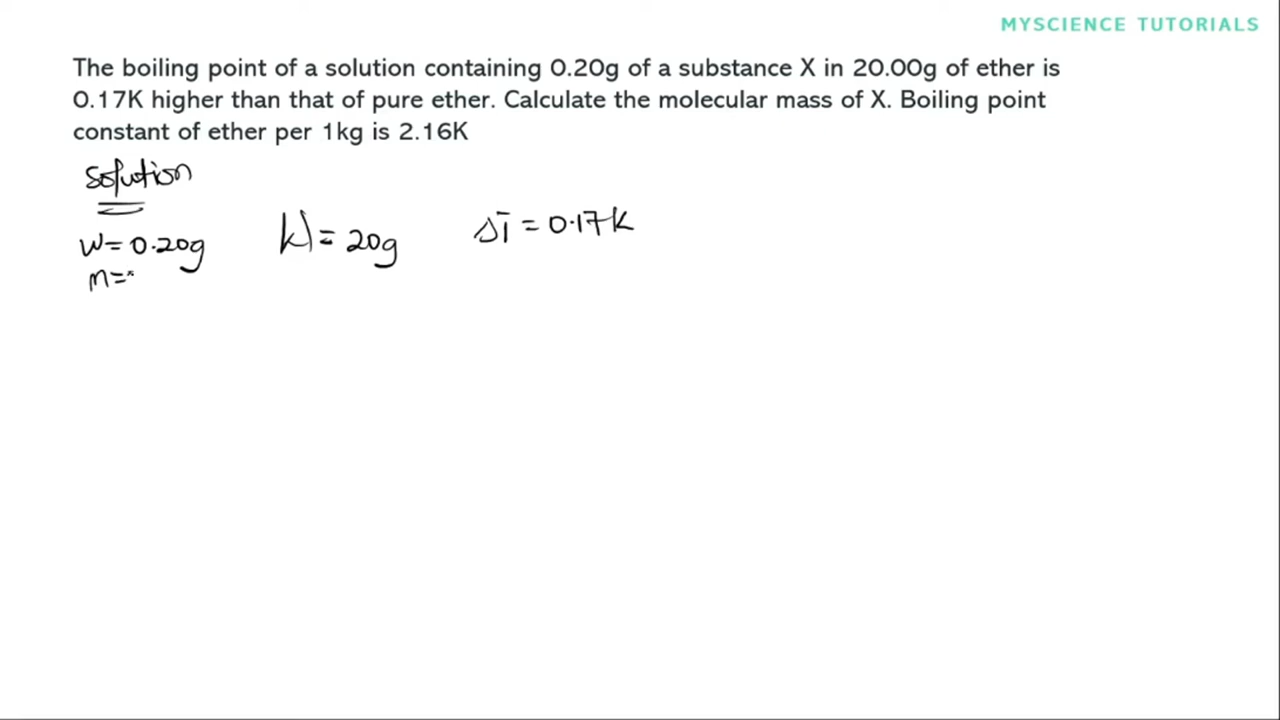 MYSCIENCE TUTORIALS
The boiling point of a solution containing 0.20g of a substance X in 20.00g of ether is
0.17K higher than that of pure ether. Calculate the molecular mass of X. Boiling point
constant of ether per 1kg is 2.16K
Solution
w=0.20g W=20g ΔT=0.17K
m=